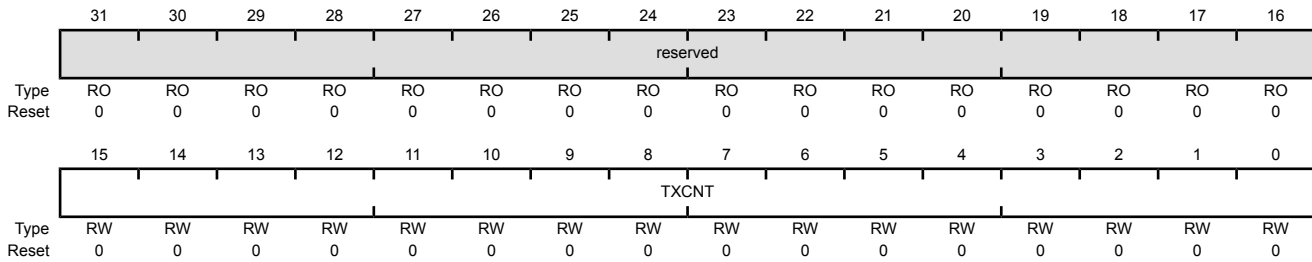 31 30 29 28 27 26 25 24 23 22 21 20 19 18 17 16
reserved
Type RO RO RO RO RO RO RO RO RO RO RO RO RO RO RO RO
Reset 0 0 0 0 0 0 0 0 0 0 0 0 0 0 0 0
15 14 13 12 11 10 9 8 7 6 5 4 3 2 1 0
TXCNT
Type RW RW RW RW RW RW RW RW RW RW RW RW RW RW RW RW
Reset 0 0 0 0 0 0 0 0 0 0 0 0 0 0 0 0